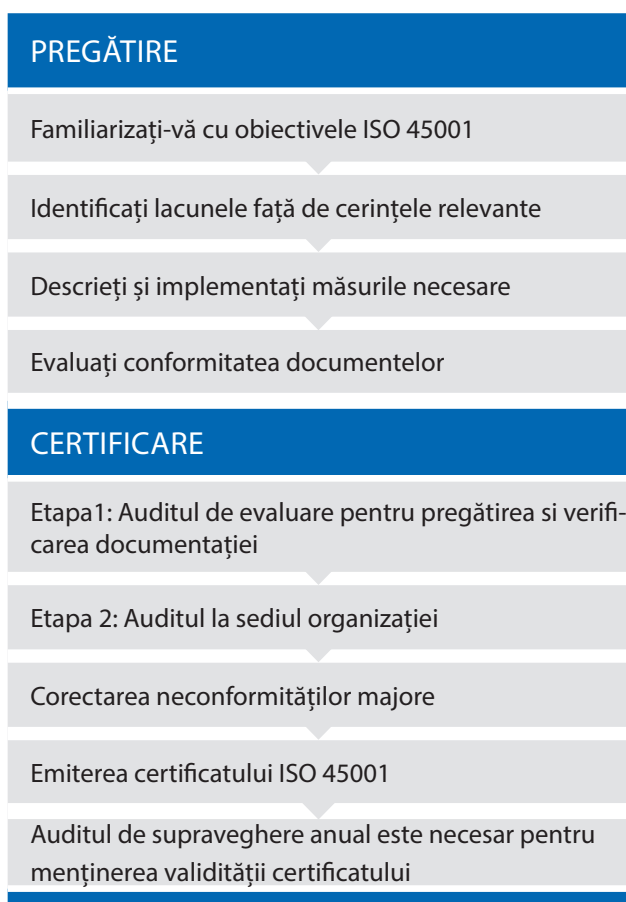 PREGĂTIRE
Familiarizați-vă cu obiectivele ISO 45001
Identificați lacunele față de cerințele relevante
Descrieți și implementați măsurile necesare
Evaluați conformitatea documentelor
CERTIFICARE
Etapa1: Auditul de evaluare pentru pregătirea si verifi-
carea documentației
Etapa 2: Auditul la sediul organizației
Corectarea neconformităților majore
Emiterea certificatului ISO 45001
Auditul de supraveghere anual este necesar pentru
menținerea validității certificatului